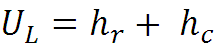 U_L = h_r + h_c